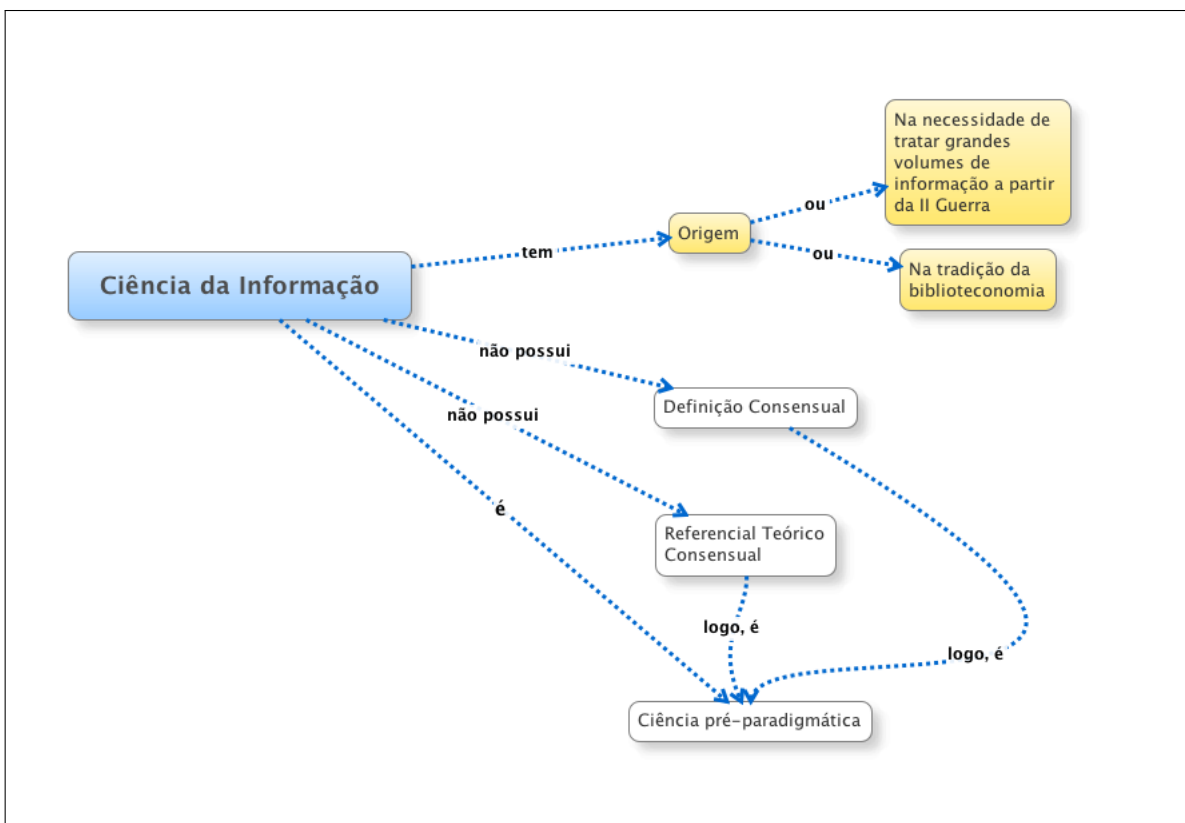 Na necessidade de
tratar grandes
volumes de
informação a partir
da II Guerra
ou
Origem
tem
ou
Na tradição da
biblioteconomia
Ciência da Informação
não possui
Definição Consensual
não possui
é
Referencial Teórico
Consensual
logo, é
logo, é
Ciência pré-paradigmática